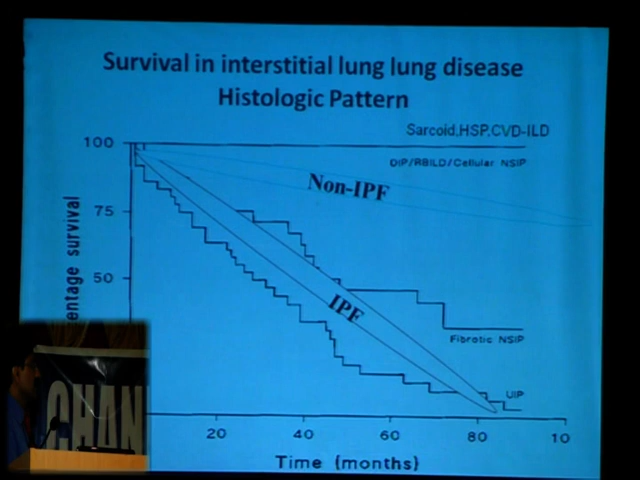 Survival in interstitial lung lung disease
Histologic Pattern
Sarcoid,HSP,CVD-ILD
100
DIP/RBILD/Cellular NSIP
Non-IPF
75
entage survival
50
IPF
Fibrotic NSIP
UIP
CHAN
20 40 60 80 10
Time (months)